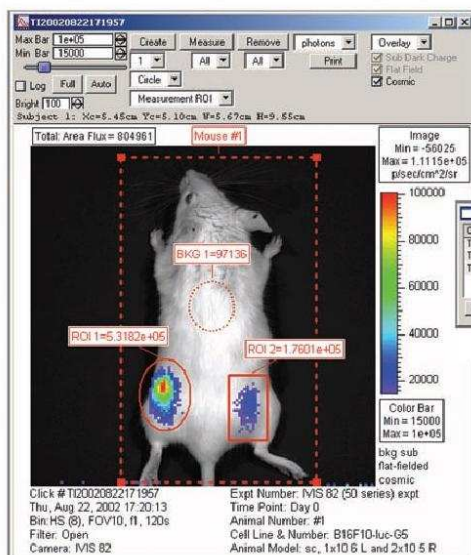 TI20020822171957
Max Bar 1e+05
Min Bar 15000
Create Measure Remove photons Overlay
1 All All Print
Sub Dark Charge
Flat Field
Cosmic
Log Full Auto Circle
Bright 100 Measurement ROI
Subject 1: Xc=5.45cm Yc=5.10cm W=5.67cm H=9.55cm
Total: Area Flux = 804961
Mouse #1
Image
Min = -56025
Max = 1.1115e+05
p/sec/cm^2/sr
BKG 1=97136
ROI 1=5.3182e+05
ROI 2=1.7601e+05
100000
80000
60000
40000
20000
Color Bar
Min = 15000
Max = 1e+05
bkg sub
flat-fielded
cosmic
Click # TI20020822171957
Thu, Aug 22, 2002 17:20:13
Bin: HS (8), FOV10, f1, 120s
Filter: Open
Camera: IVIS 82
Expt Number: IVIS 82 (50 series) expt
Time Point: Day 0
Animal Number: #1
Cell Line & Number: B16F10-luc-G5
Animal Model: sc, 1x10 6 L and 2x10 5 R